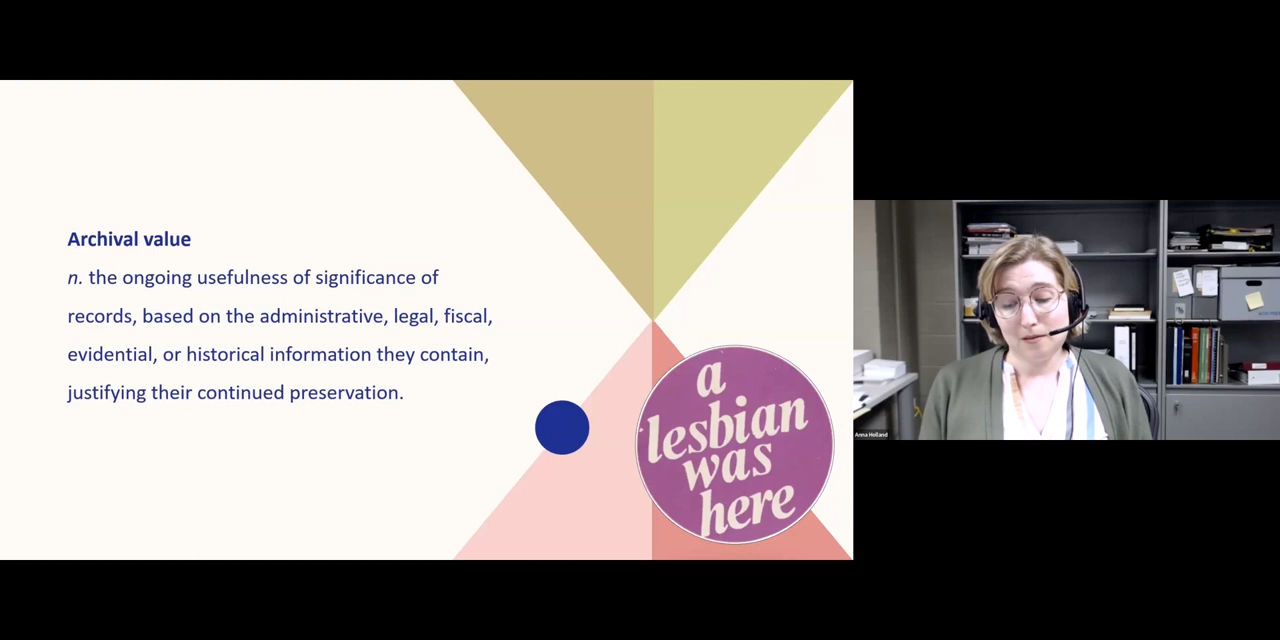 Archival value
n. the ongoing usefulness of significance of
records, based on the administrative, legal, fiscal,
evidential, or historical information they contain,
justifying their continued preservation.
a
lesbian
was
here
Anna Holland